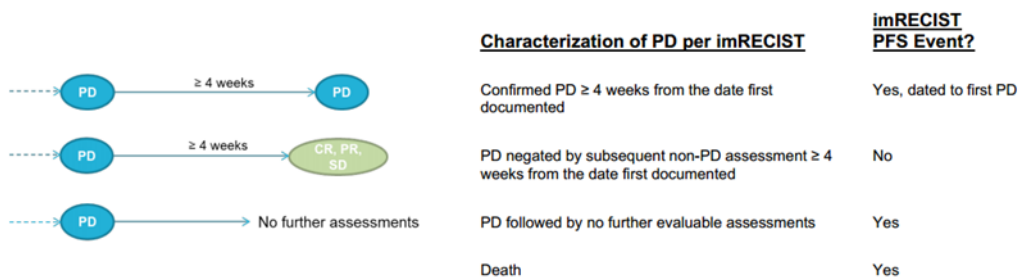 imRECIST
Characterization of PD per imRECIST PFS Event?
PD ≥ 4 weeks PD Confirmed PD ≥ 4 weeks from the date first Yes, dated to first PD
documented
PD ≥ 4 weeks CR, PR, PD negated by subsequent non-PD assessment ≥ 4 No
SD weeks from the date first documented
PD No further assessments PD followed by no further evaluable assessments Yes
Death Yes